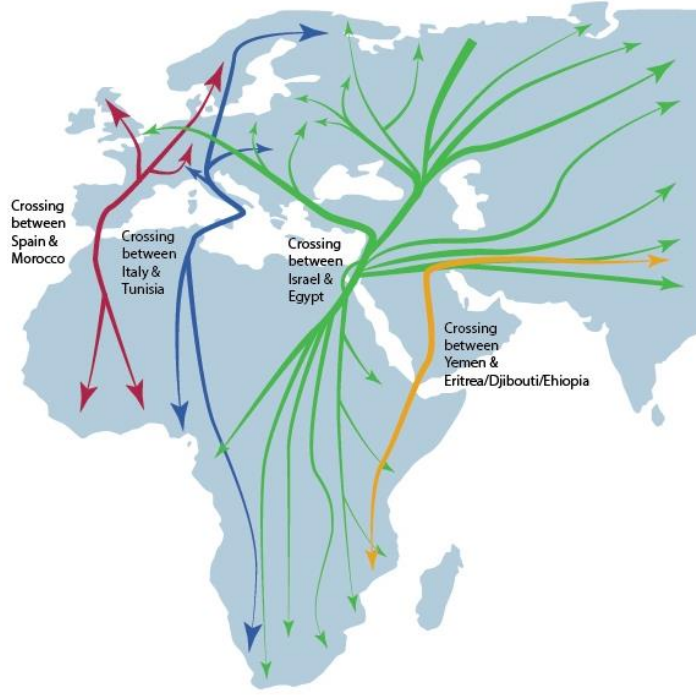 Crossing
between
Spain &
Morocco
Crossing
between
Italy &
Tunisia
Crossing
between
Israel &
Egypt
Crossing
between
Yemen &
Eritrea/Djibouti/Ehiopia